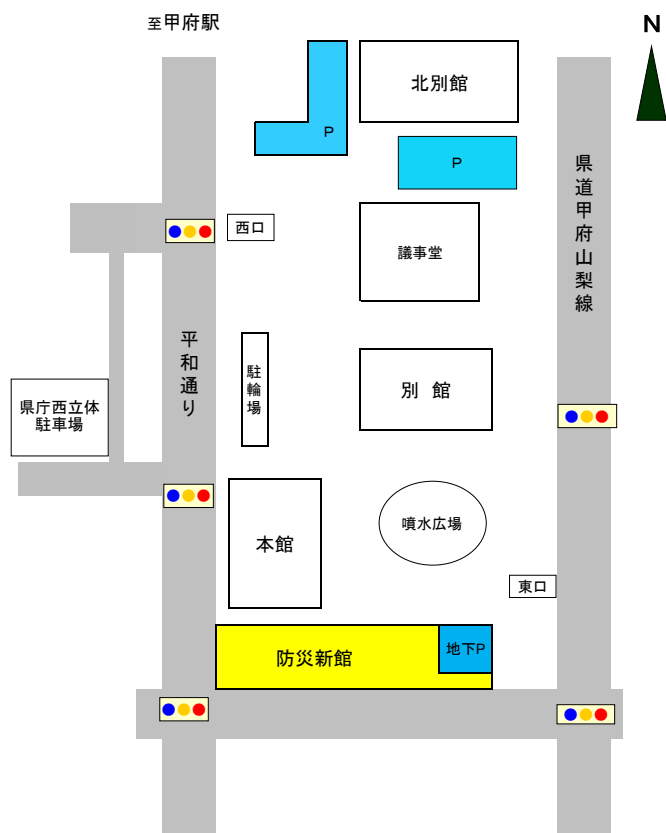 至甲府駅
N
北別館
P
P
県道甲府山梨線
西口
議事堂
平和通り
駐輪場
別 館
県庁西立体
駐車場
本館
噴水広場
東口
防災新館
地下P